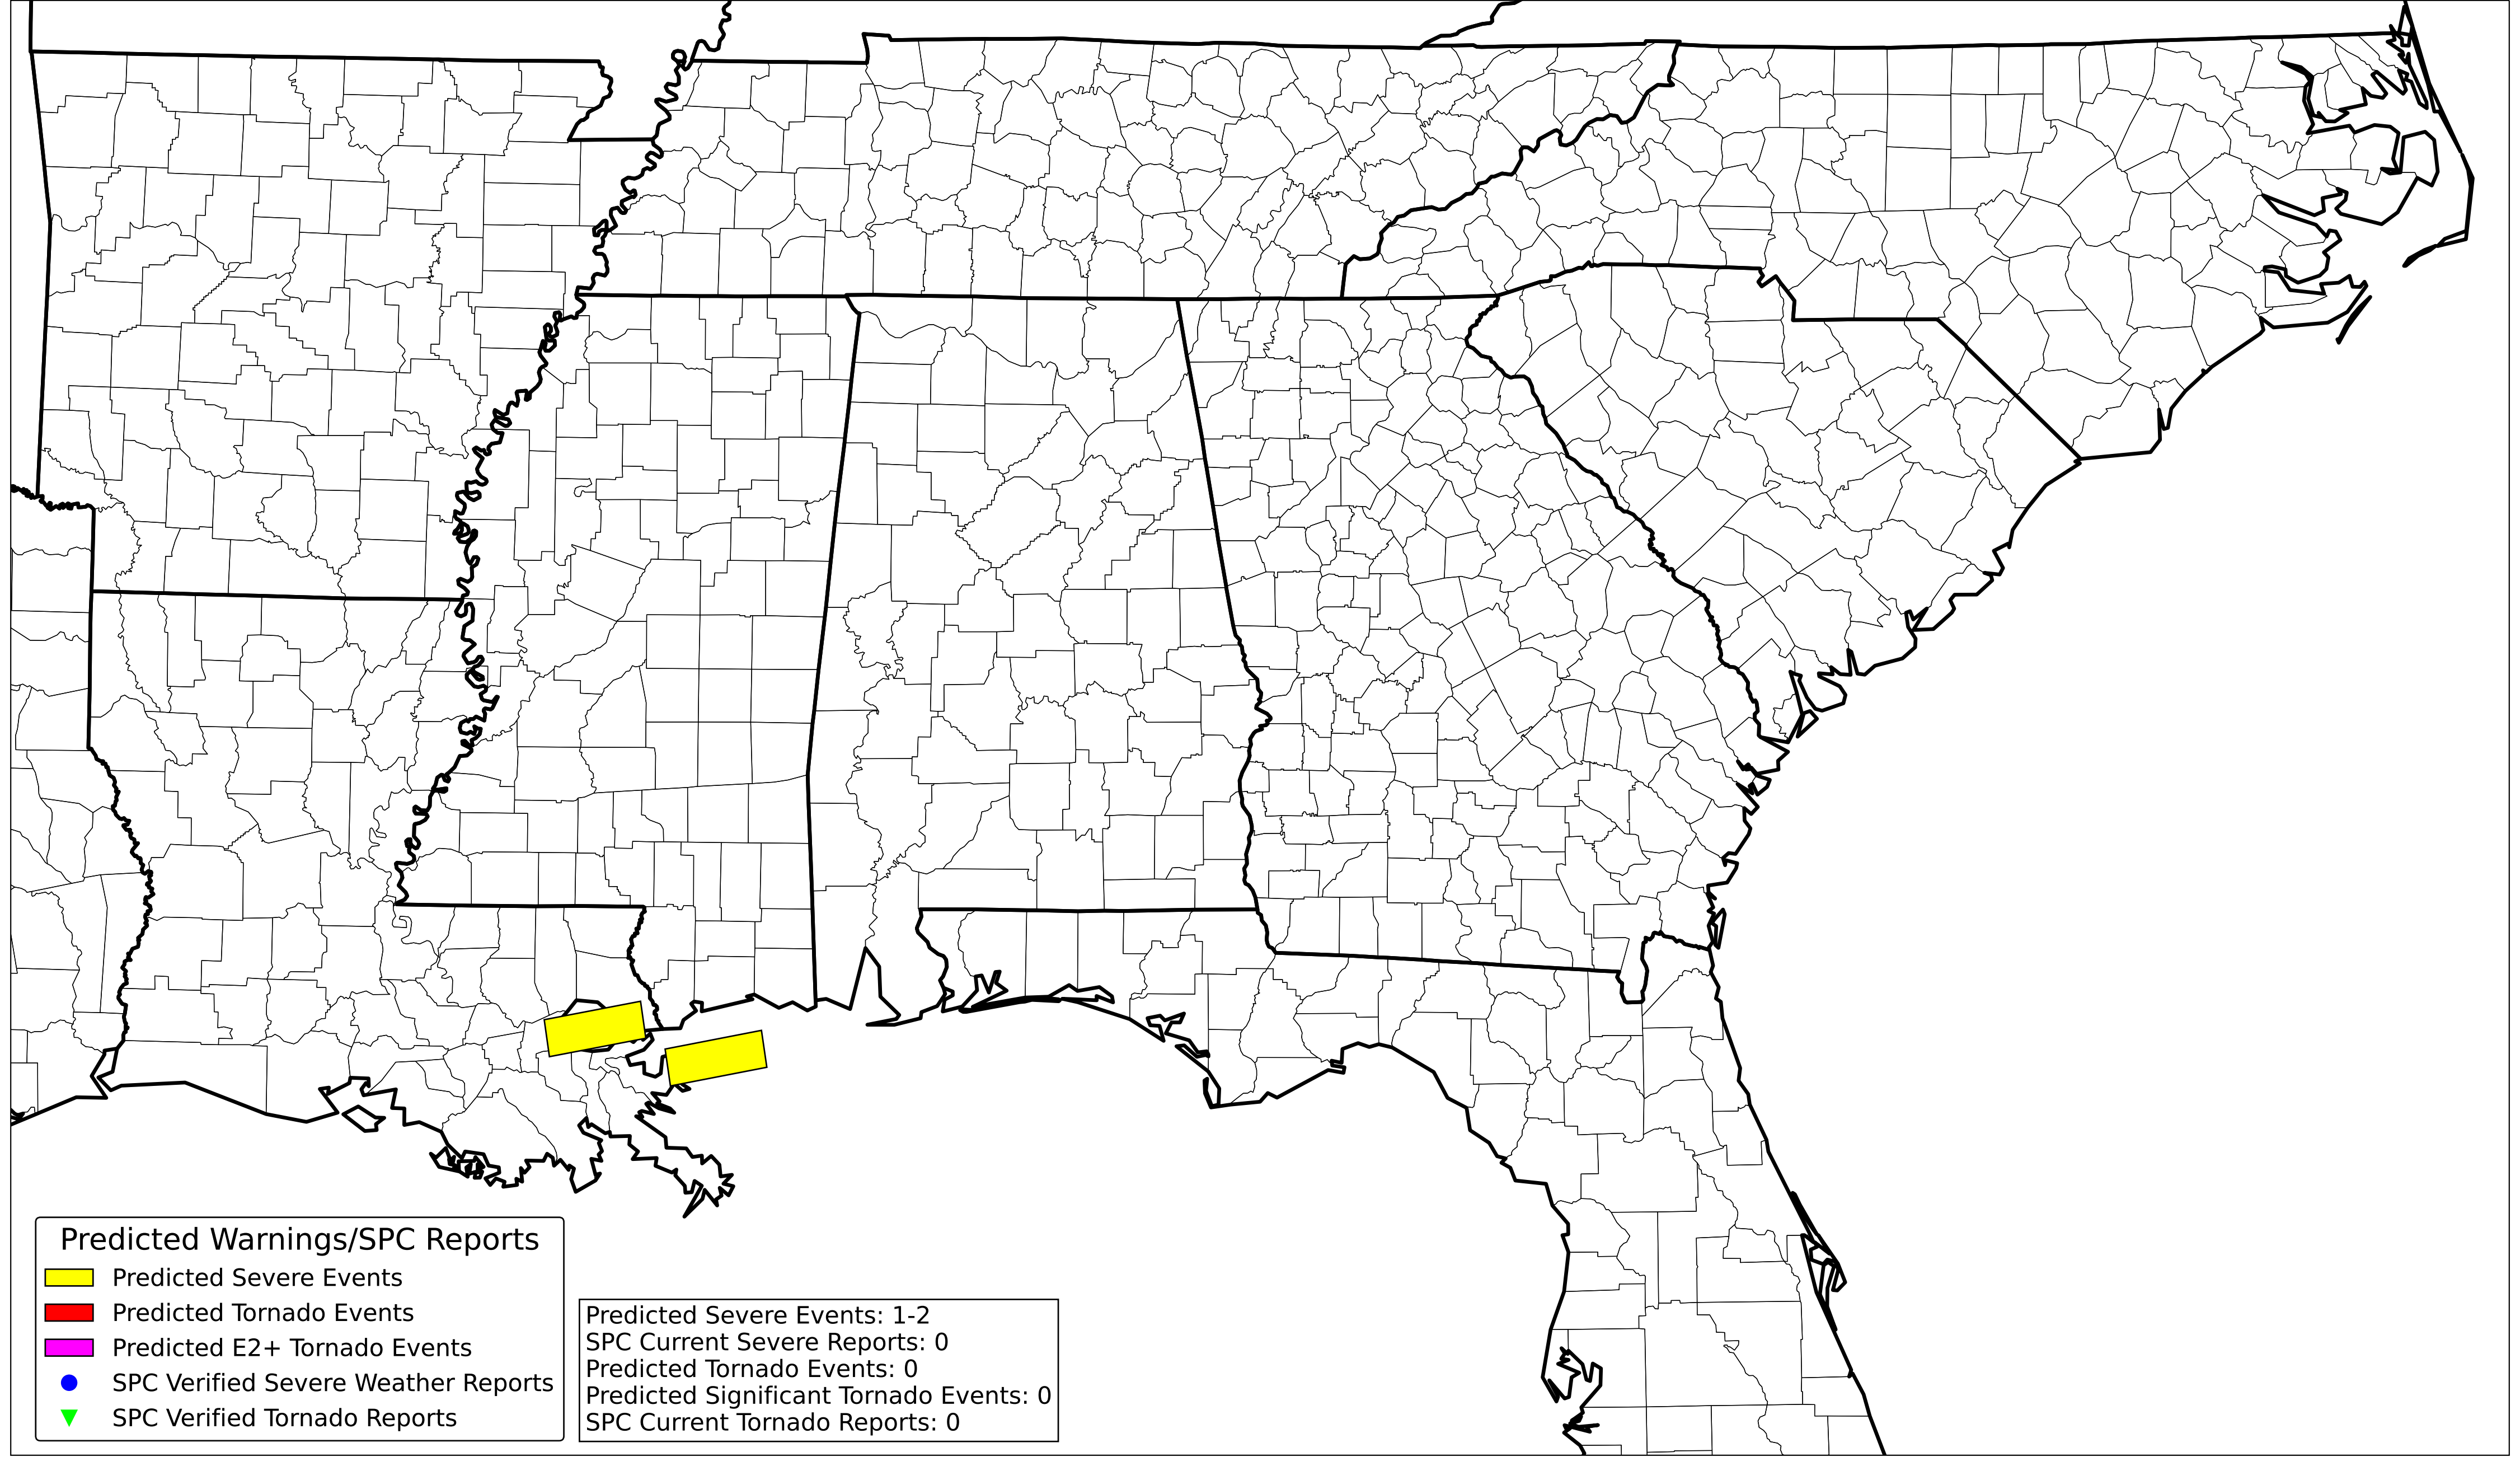 Predicted Warnings/SPC Reports
Predicted Severe Events
Predicted Tornado Events
Predicted E2+ Tornado Events
SPC Verified Severe Weather Reports
SPC Verified Tornado Reports
Predicted Severe Events: 1-2
SPC Current Severe Reports: 0
Predicted Tornado Events: 0
Predicted Significant Tornado Events: 0
SPC Current Tornado Reports: 0